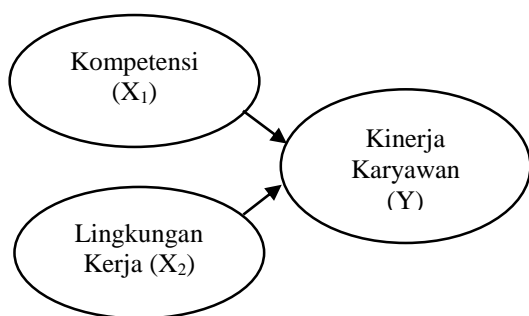 Kompetensi
(X₁)
Kinerja
Karyawan
(Y)
Lingkungan
Kerja (X₂)